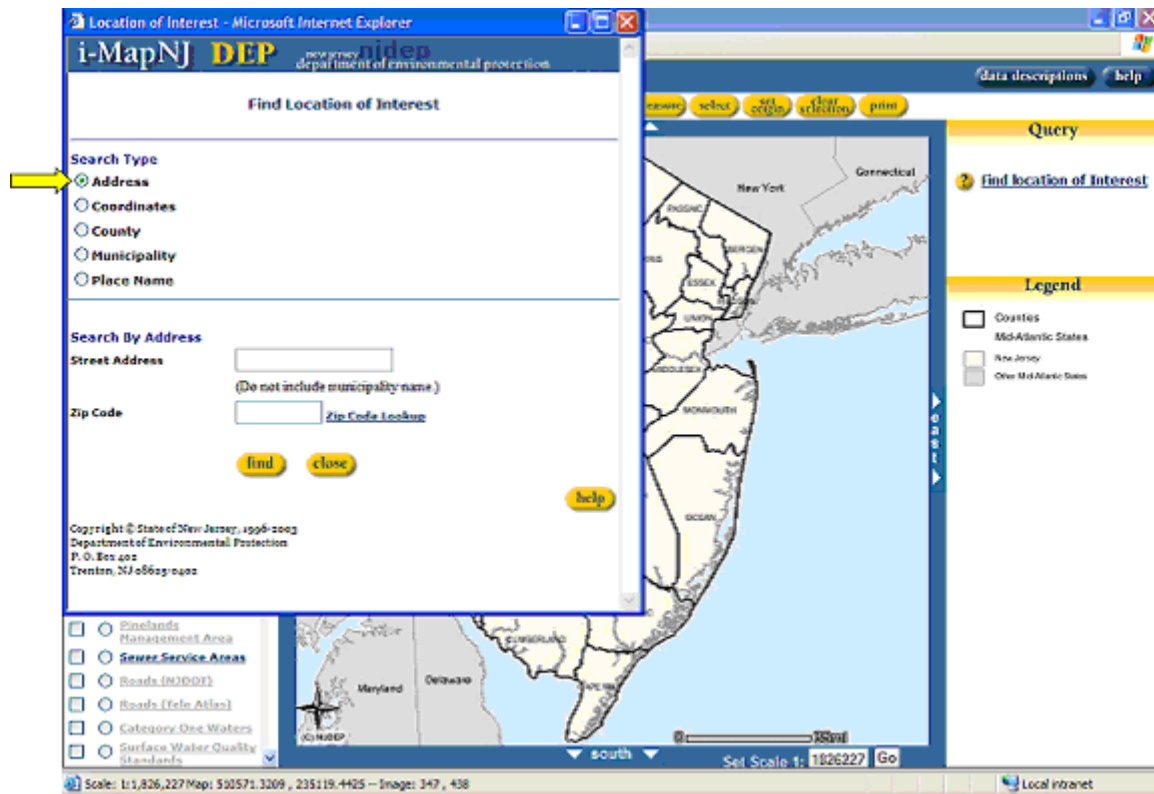 Location of Interest - Microsoft Internet Explorer
i-MapNJ DEP
new jersey njdep
department of environmental protection
Find Location of Interest
Search Type
Address
Coordinates
County
Municipality
Place Name
Search By Address
Street Address
(Do not include municipality name.)
Zip Code
Zip Code Lookup
find
close
help
Copyright © State of New Jersey, 1996-2003
Department of Environmental Protection
P. O. Box 402
Trenton, NJ 08625-0402
data descriptions
help
select
set origin
clear selection
print
Query
Find location of Interest
Legend
Counties
Mid-Atlantic States
New Jersey
Other Mid-Atlantic States
New York
Connecticut
PASSAIC
BERGEN
ESSEX
UNION
MIDDLESEX
MONMOUTH
OCEAN
CUMBERLAND
Maryland
Delaware
east
Pinelands
Management Area
Sewer Service Areas
Roads (NJDOT)
Roads (Tele Atlas)
Category One Waters
Surface Water Quality
Standards
(C) NJDEP
south
Set Scale 1: 1826227 Go
Scale: 1:1,826,227 Map: 510571.3209 , 235119.4425 -- Image: 347 , 438
Local intranet